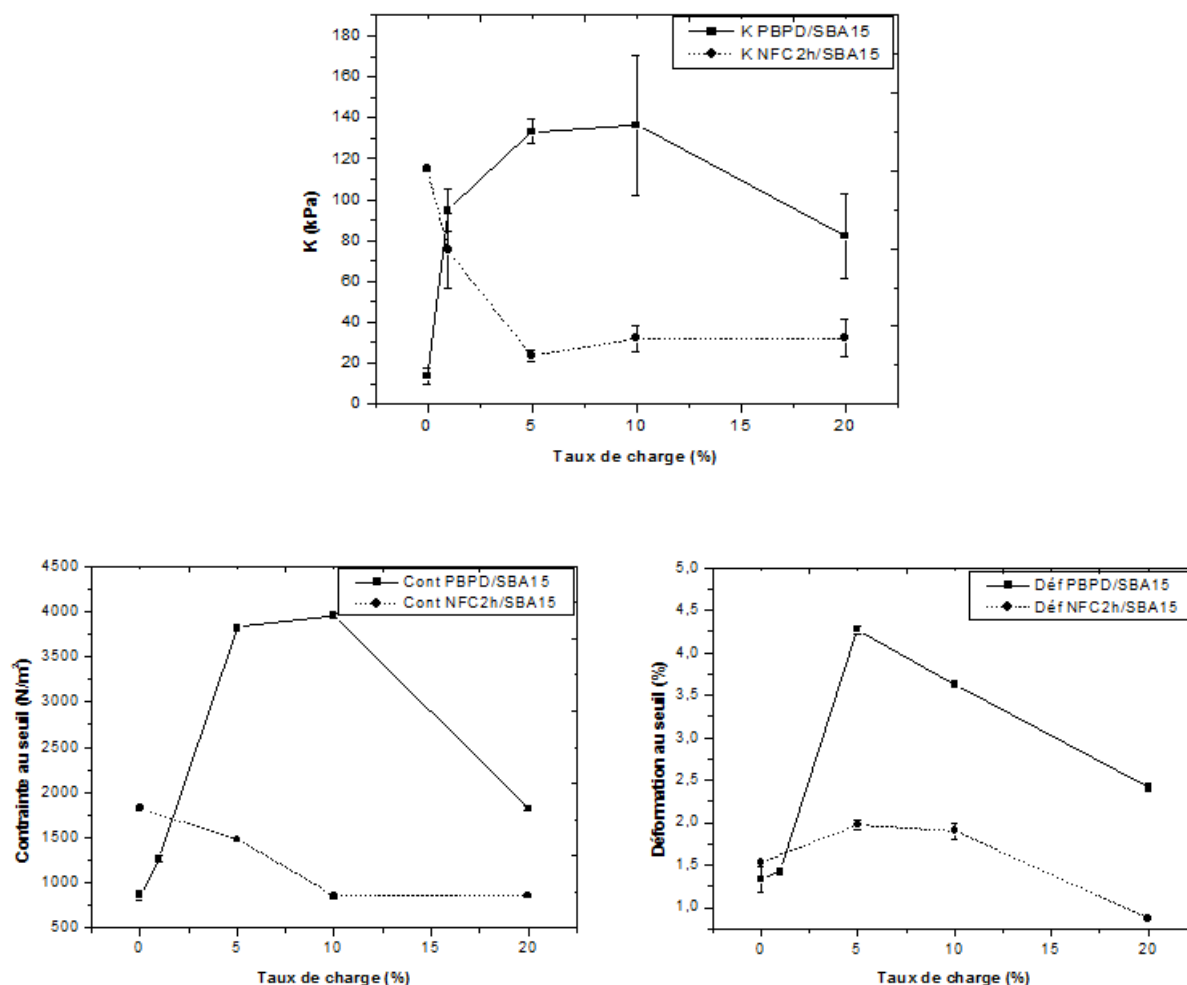 K PBPD/SBA15
K NFC2h/SBA15
180
160
140
120
100
80
60
40
20
0
K (kPa)
0 5 10 15 20
Taux de charge (%)
4500
4000
3500
3000
2500
2000
1500
1000
500
Contrainte au seuil (N/m²)
Cont PBPD/SBA15
Cont NFC2h/SBA15
0 5 10 15 20
Taux de charge (%)
5,0
4,5
4,0
3,5
3,0
2,5
2,0
1,5
1,0
Déformation au seuil (%)
Déf PBPD/SBA15
Déf NFC2h/SBA15
0 5 10 15 20
Taux de charge (%)